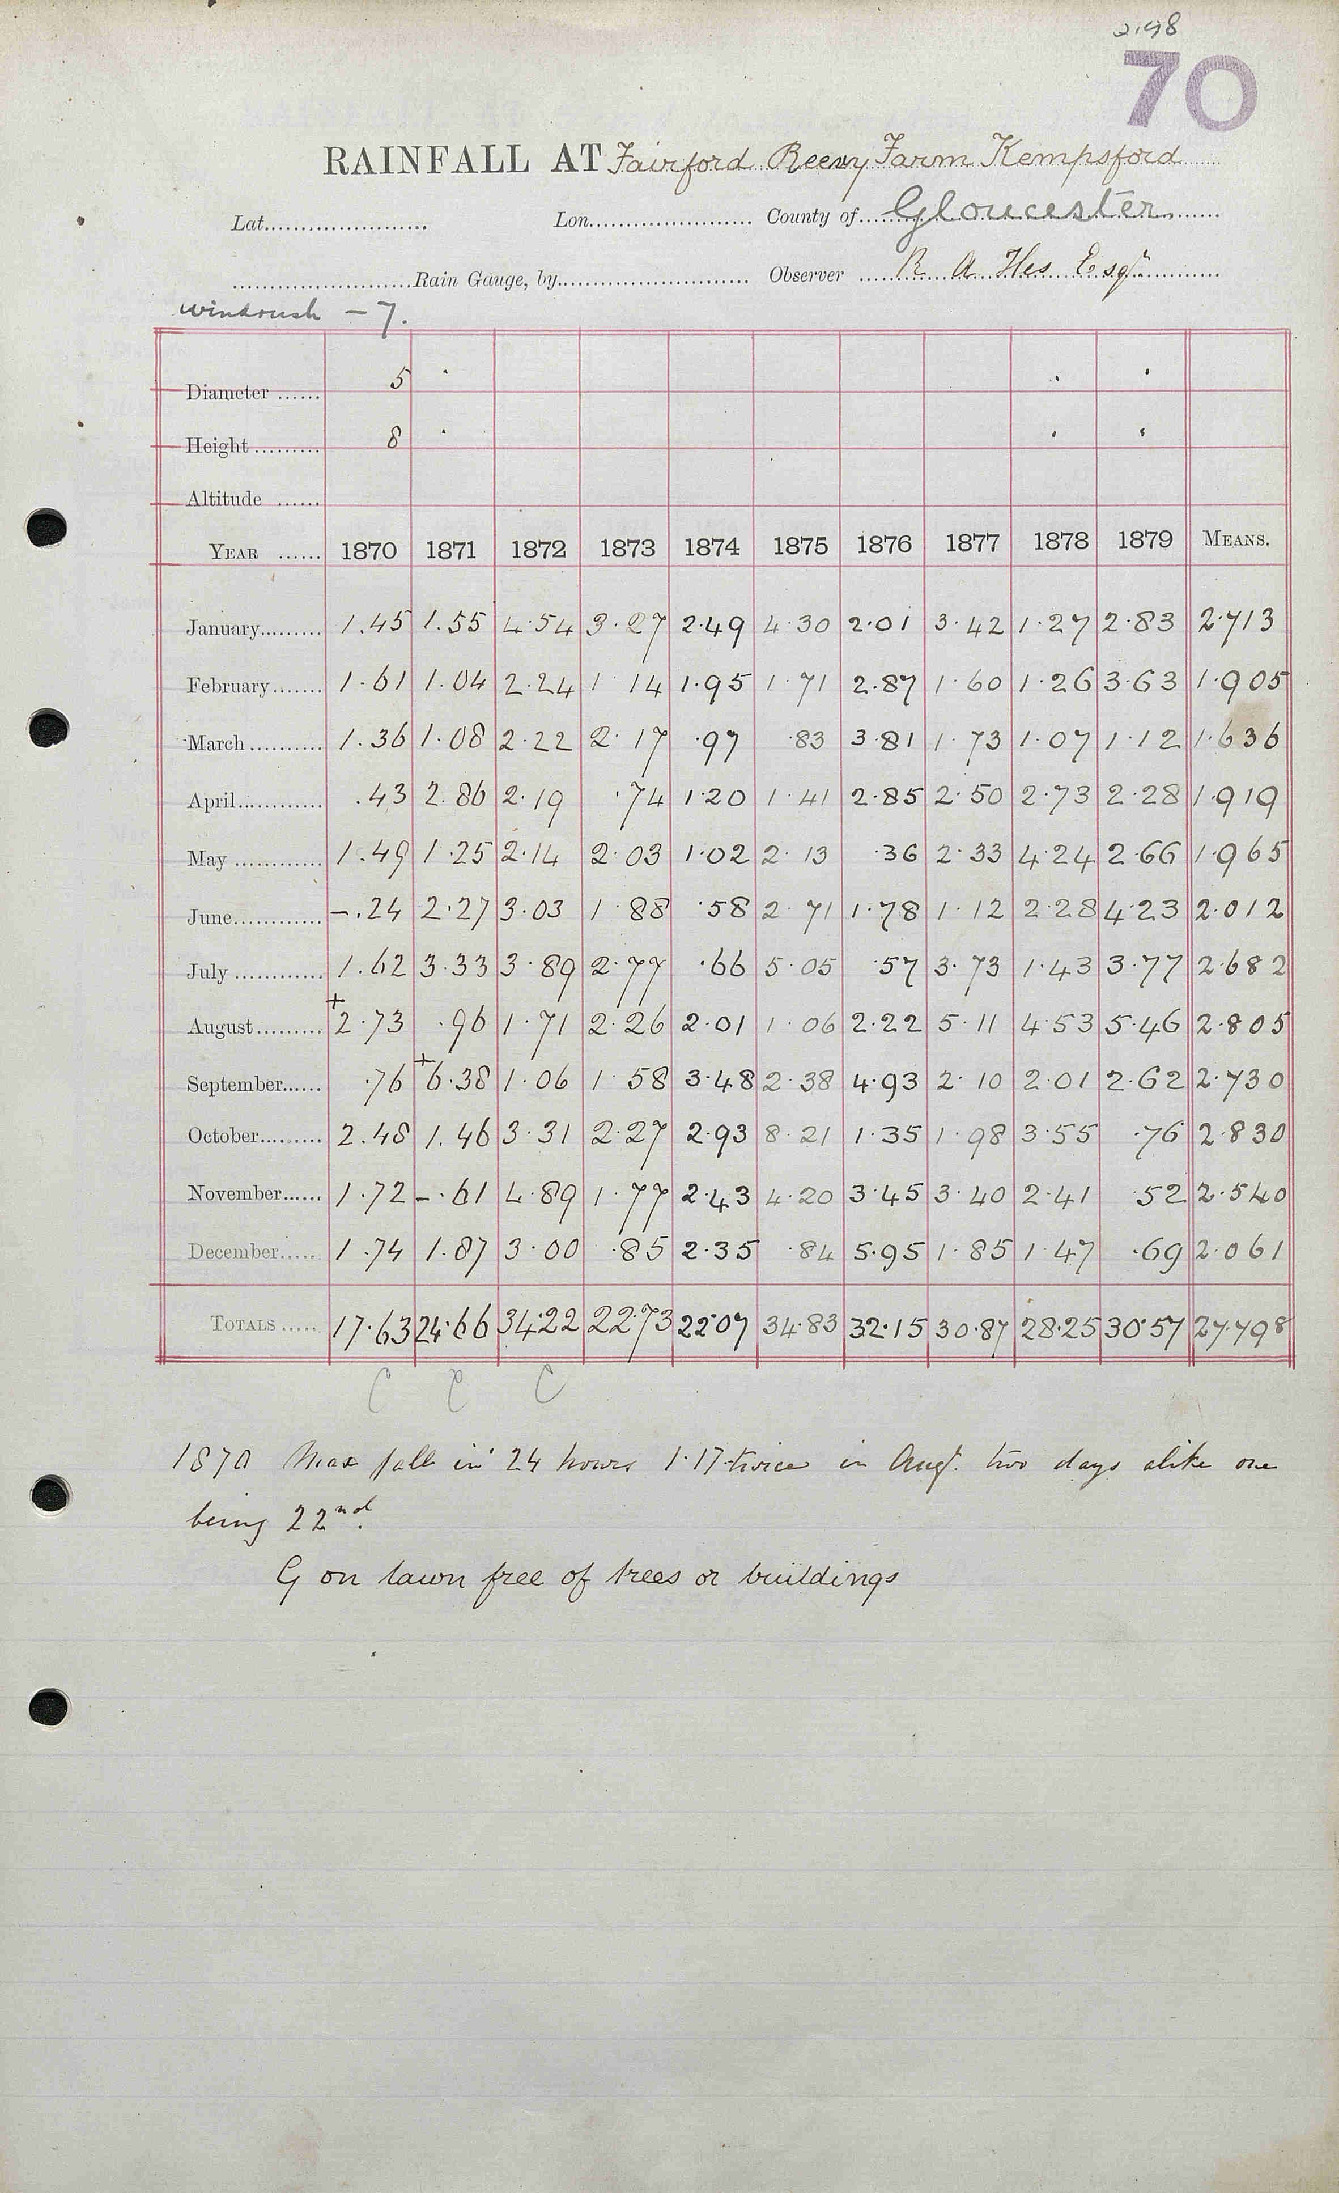 2198
70
RAINFALL AT Fairford Reevy Farm Kempsford
Lat. Lon. County of Gloucester
Rain Gauge, by Observer R A Iles Esqr
Windrush – 7.
Diameter 5
Height 8
Altitude
YEAR 1870 1871 1872 1873 1874 1875 1876 1877 1878 1879 MEANS.
January 1.45 1.55 4.54 3.27 2.49 4.30 2.01 3.42 1.27 2.83 2.713
February 1.61 1.04 2.24 1.14 1.95 1.71 2.87 1.60 1.26 3.63 1.905
March 1.36 1.08 2.22 2.17 .97 .83 3.81 1.73 1.07 1.12 1.636
April .43 2.86 2.19 .74 1.20 1.41 2.85 2.50 2.73 2.28 1.919
May 1.49 1.25 2.14 2.03 1.02 2.13 .36 2.33 4.24 2.66 1.965
June –.24 2.27 3.03 1.88 .58 2.71 1.78 1.12 2.28 4.23 2.012
July 1.62 3.33 3.89 2.77 .66 5.05 .57 3.73 1.43 3.77 2.682
August +2.73 .96 1.71 2.26 2.01 1.06 2.22 5.11 4.53 5.46 2.805
September .76 +6.38 1.06 1.58 3.48 2.38 4.93 2.10 2.01 2.62 2.730
October 2.48 1.46 3.31 2.27 2.93 8.21 1.35 1.98 3.55 .76 2.830
November 1.72 –.61 4.89 1.77 2.43 4.20 3.45 3.40 2.41 .52 2.540
December 1.74 1.87 3.00 .85 2.35 .84 5.95 1.85 1.47 .69 2.061
TOTALS 17.63 24.66 34.22 22.73 22.07 34.83 32.15 30.87 28.25 30.57 27.798
C C C
1870 Max fall in 24 hours 1.17 twice in Augt. two days alike one
being 22nd.
G on lawn free of trees or buildings